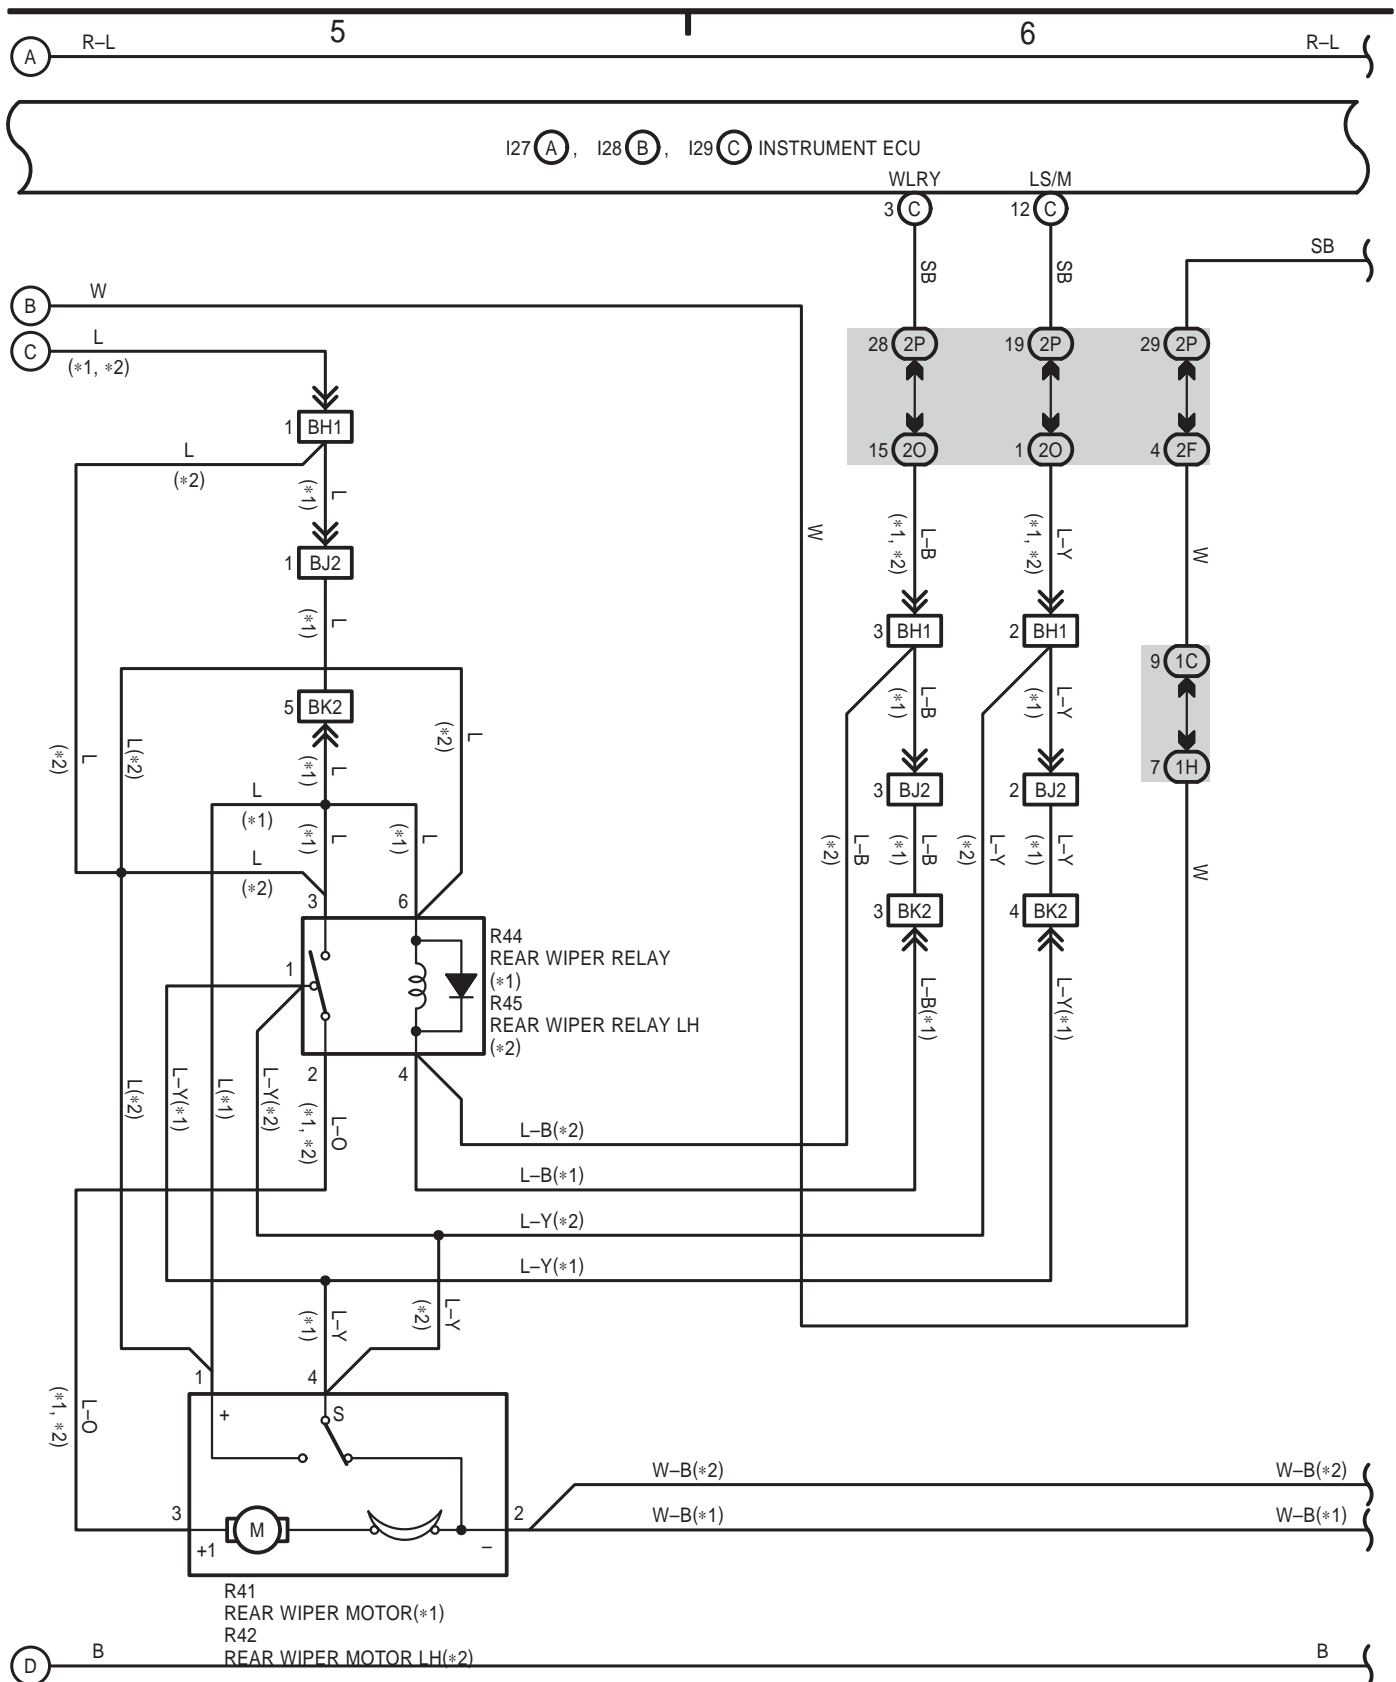 5 6
A R–L R–L
I27 A , I28 B , I29 C INSTRUMENT ECU
WLRY LS/M
3 C 12 C
SB SB SB
B W
C L
(∗1, ∗2)
28 2P 19 2P 29 2P
1 BH1
15 2O 1 2O 4 2F
L
(∗2)
L
(∗1)
W
L–B
(∗1, ∗2)
L–Y
(∗1, ∗2)
W
1 BJ2
L
(∗1)
3 BH1 2 BH1
9 1C
5 BK2
L
(∗2)
L(∗2)
L
(∗1)
L
(∗2)
L–B
(∗1)
L–Y
(∗1)
7 1H
3 BJ2 2 BJ2
L
(∗1)
L
(∗1)
L
(∗1)
L–B
(∗2)
L–B
(∗1)
L–Y
(∗2)
L–Y
(∗1)
W
L
(∗2)
3 6
3 BK2 4 BK2
1
R44
REAR WIPER RELAY
(∗1)
R45
REAR WIPER RELAY LH
(∗2)
L–B(∗1)
L–Y(∗1)
2 4
L(∗2)
L–Y(∗1)
L(∗1)
L–Y(∗2)
L–O
(∗1, ∗2)
L–B(∗2)
L–B(∗1)
L–Y(∗2)
L–Y(∗1)
L–Y
(∗1)
L–Y
(∗2)
1 4
L–O
(∗1, ∗2)
+ S
W–B(∗2) W–B(∗2)
3 2
W–B(∗1) W–B(∗1)
M
+1 –
R41
REAR WIPER MOTOR(∗1)
R42
REAR WIPER MOTOR LH(∗2)
D B B